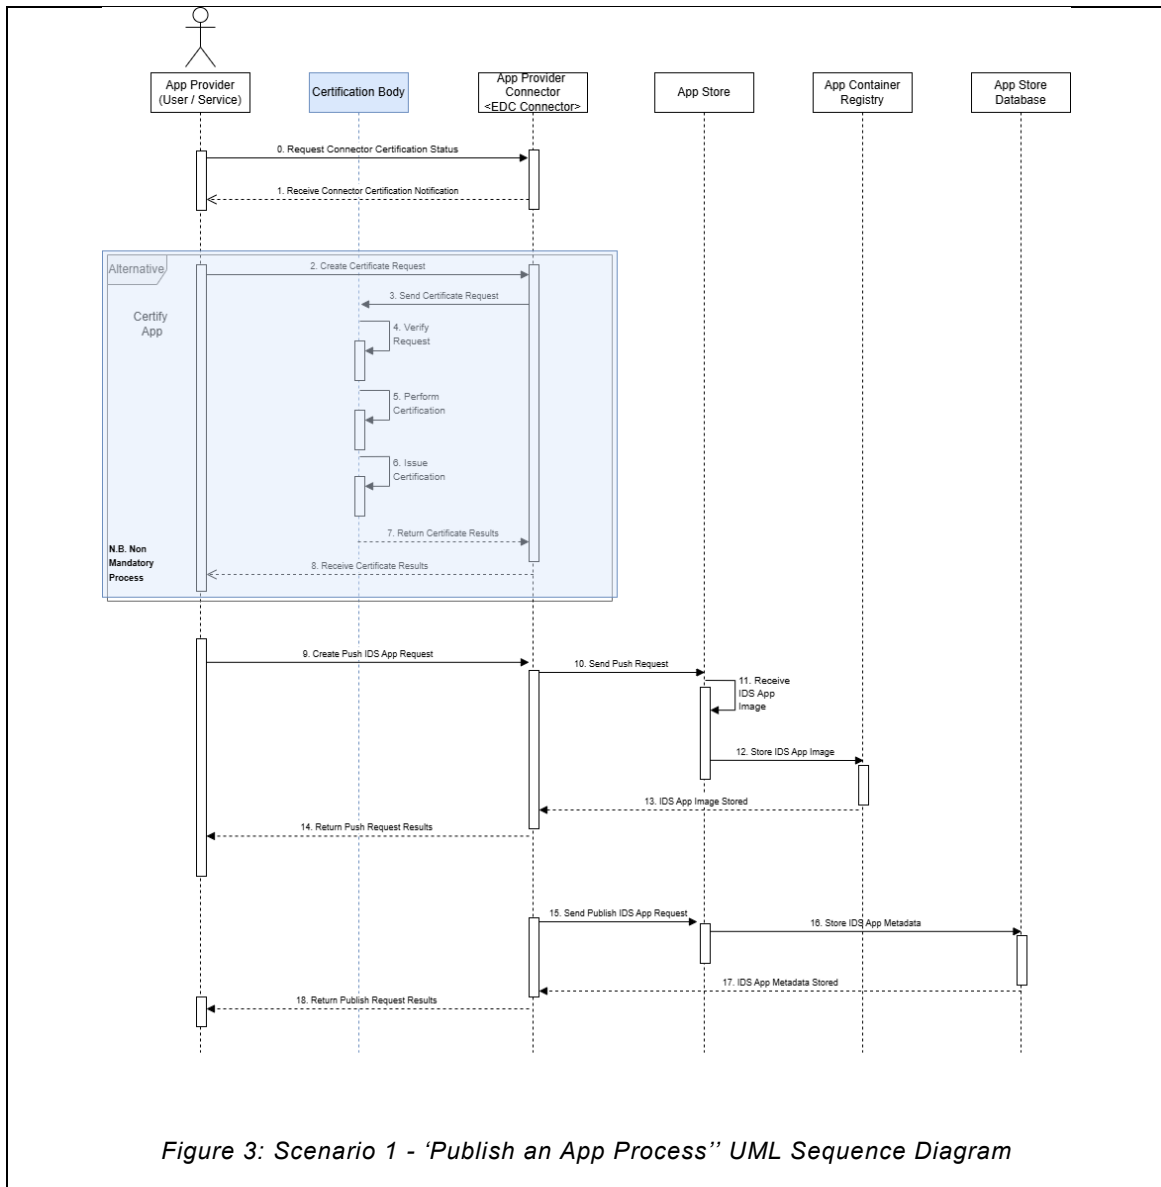 App Provider
(User / Service)
Certification Body
App Provider
Connector
<EDC Connector>
App Store
App Container
Registry
App Store
Database
0. Request Connector Certification Status
1. Receive Connector Certification Notification
Alternative
Certify
App
2. Create Certificate Request
3. Send Certificate Request
4. Verify
Request
5. Perform
Certification
6. Issue
Certification
7. Return Certificate Results
N.B. Non
Mandatory
Process
8. Receive Certificate Results
9. Create Push IDS App Request
10. Send Push Request
11. Receive
IDS App
Image
12. Store IDS App Image
13. IDS App Image Stored
14. Return Push Request Results
15. Send Publish IDS App Request
16. Store IDS App Metadata
17. IDS App Metadata Stored
18. Return Publish Request Results
Figure 3: Scenario 1 - ‘Publish an App Process’’ UML Sequence Diagram